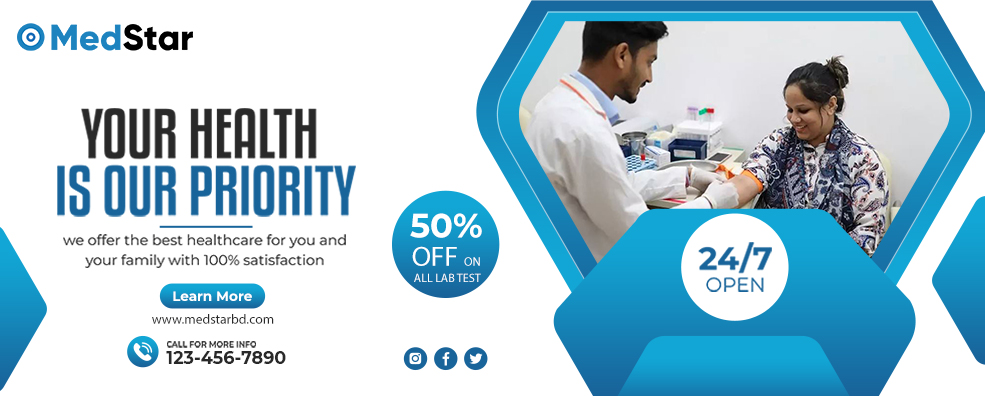 MedStar
YOUR HEALTH
IS OUR PRIORITY
we offer the best healthcare for you and
your family with 100% satisfaction
Learn More
www.medstarbd.com
CALL FOR MORE INFO
123-456-7890
50%
OFF ON
ALL LAB TEST
24/7
OPEN